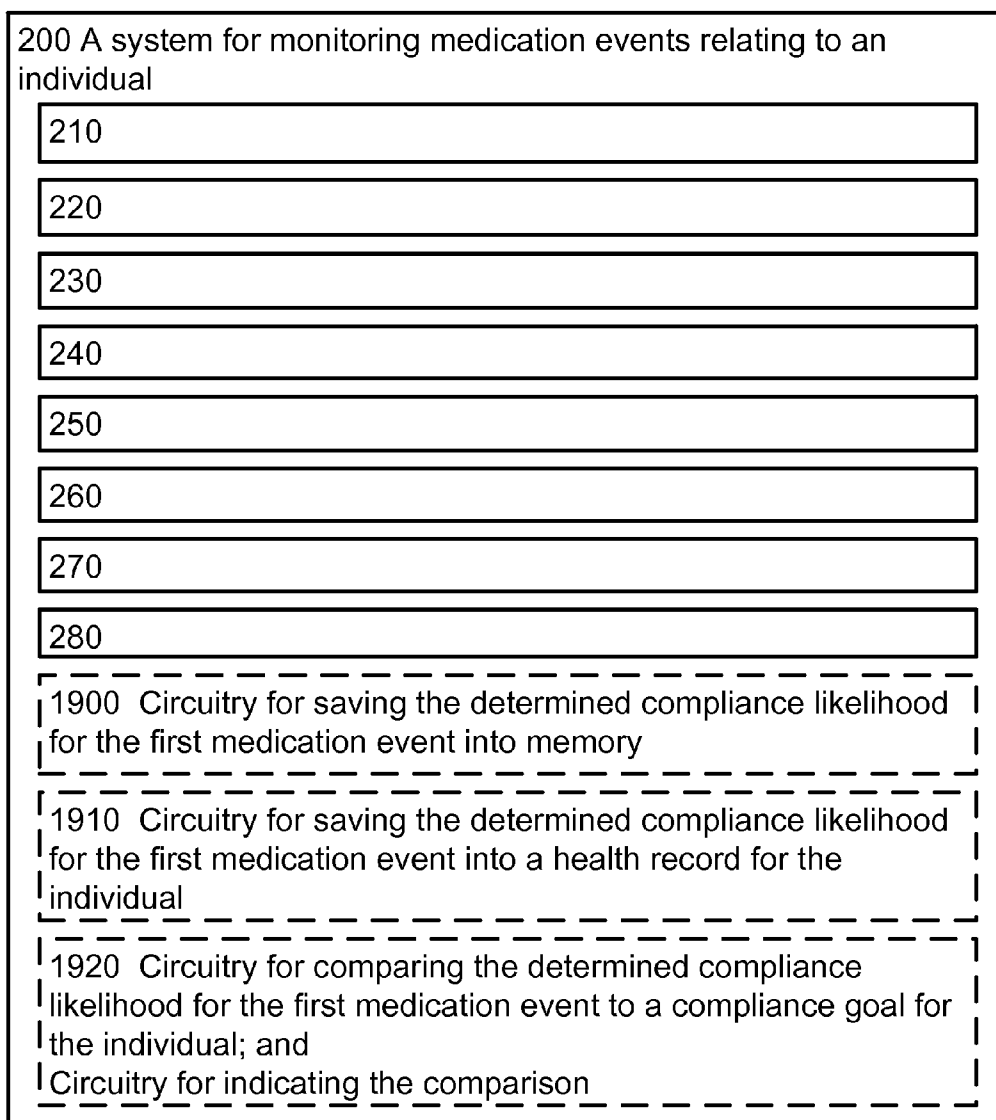 200 A system for monitoring medication events relating to an
individual
210
220
230
240
250
260
270
280
1900 Circuitry for saving the determined compliance likelihood
for the first medication event into memory
1910 Circuitry for saving the determined compliance likelihood
for the first medication event into a health record for the
individual
1920 Circuitry for comparing the determined compliance
likelihood for the first medication event to a compliance goal for
the individual; and
Circuitry for indicating the comparison